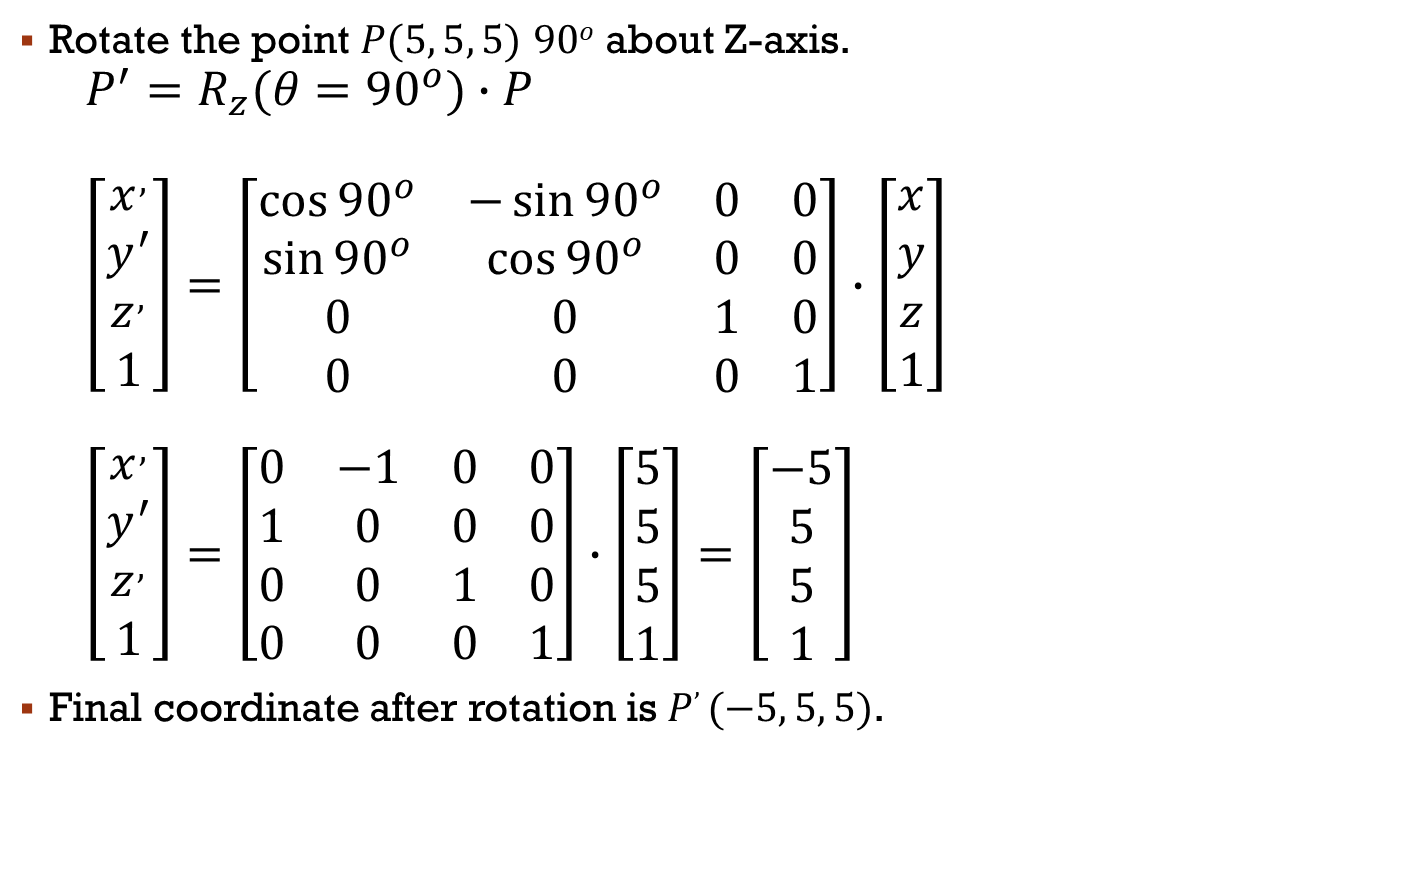 ▪ Rotate the point P(5, 5, 5) 90° about Z-axis.
P′ = R_z(θ = 90°) · P
[x’ y′ z’ 1] = [cos 90° − sin 90° 0 0; sin 90° cos 90° 0 0; 0 0 1 0; 0 0 0 1] · [x y z 1]
[x’ y′ z’ 1] = [0 −1 0 0; 1 0 0 0; 0 0 1 0; 0 0 0 1] · [5 5 5 1] = [−5 5 5 1]
▪ Final coordinate after rotation is P’ (−5, 5, 5).